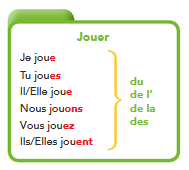 Jouer
Je joue
Tu joues
Il/Elle joue
Nous jouons
Vous jouez
Ils/Elles jouent
du
de l'
de la
des